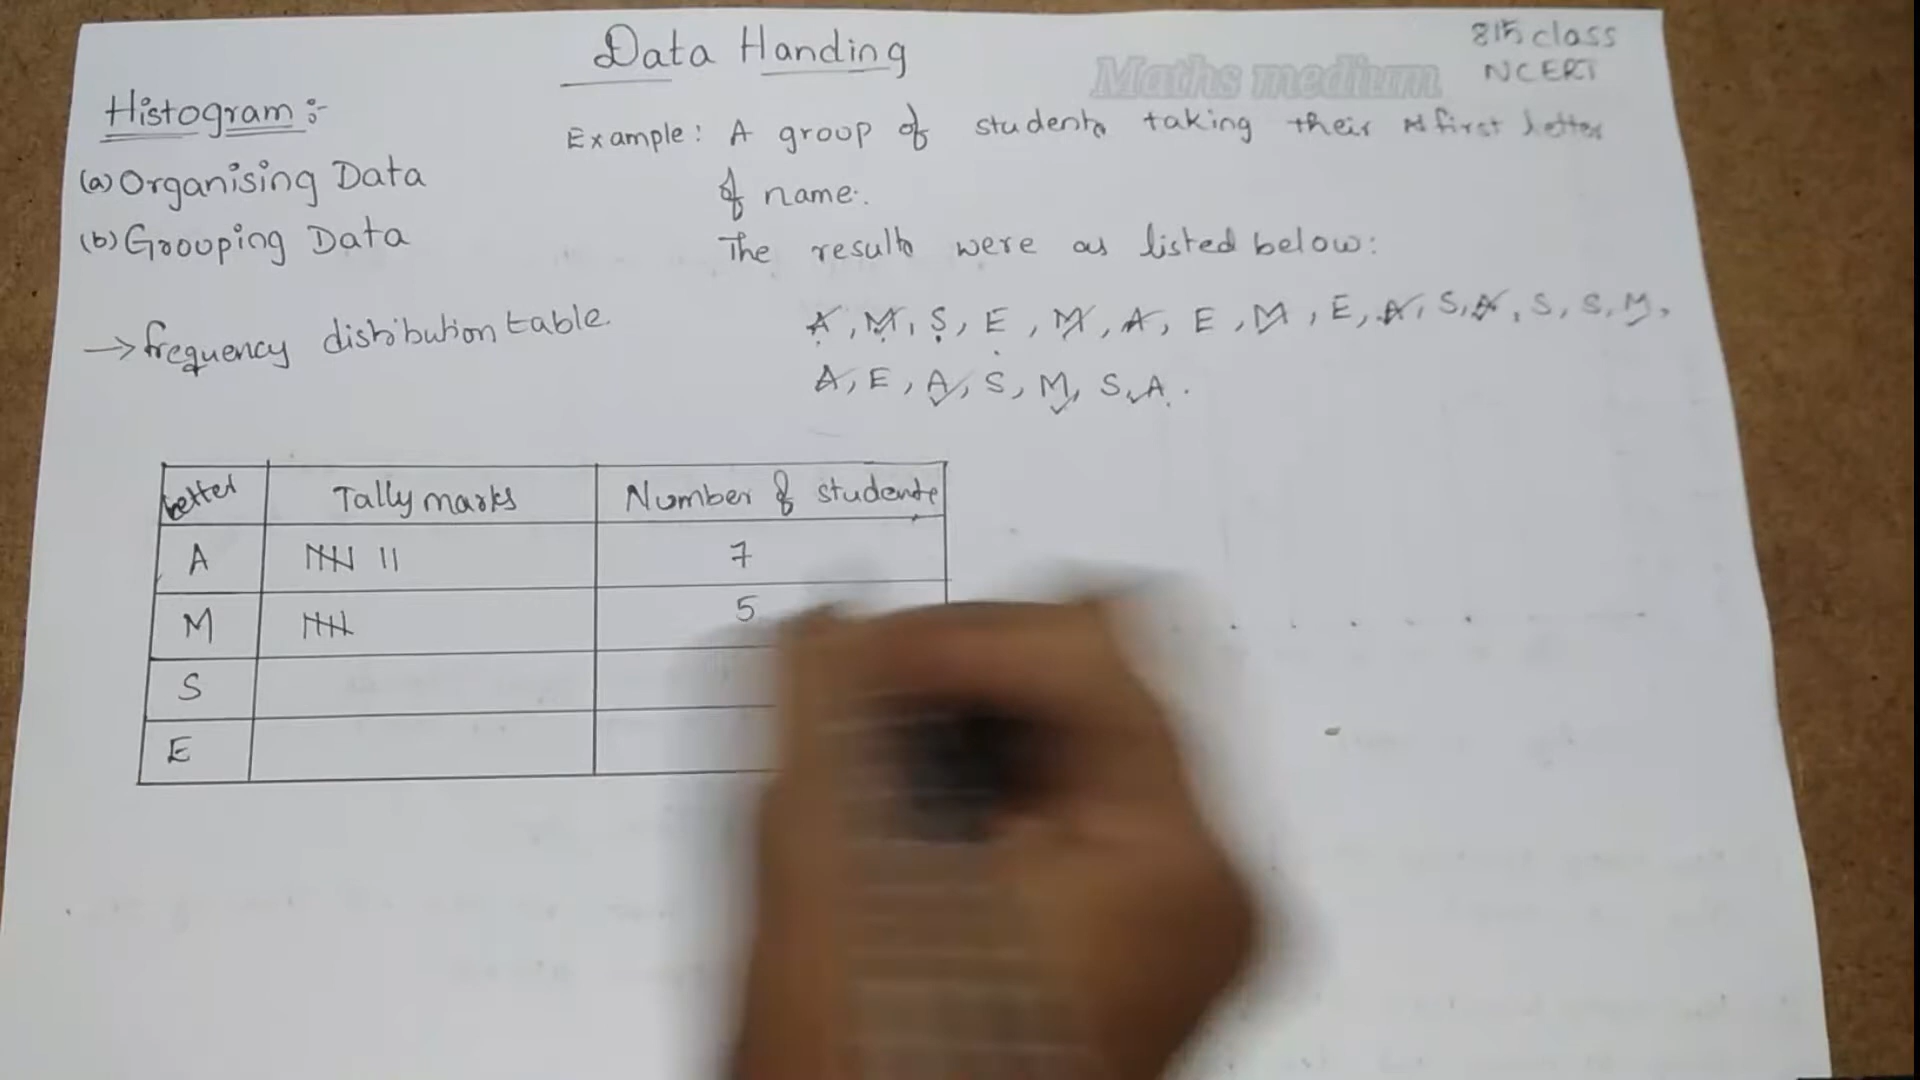 Data Handing
8th class
NCERT
Maths medium
Histogram :-
(a) Organising Data
(b) Grouping Data
→ frequency distribution table.
Example: A group of students taking their first letter
of name.
The results were as listed below:
A, M, S, E, M, A, E, M, E, A, S, A, S, S, M,
A, E, A, S, M, S, A.
Letter Tally marks Number of students
A 𝍸 || 7
M 𝍸 5
S
E